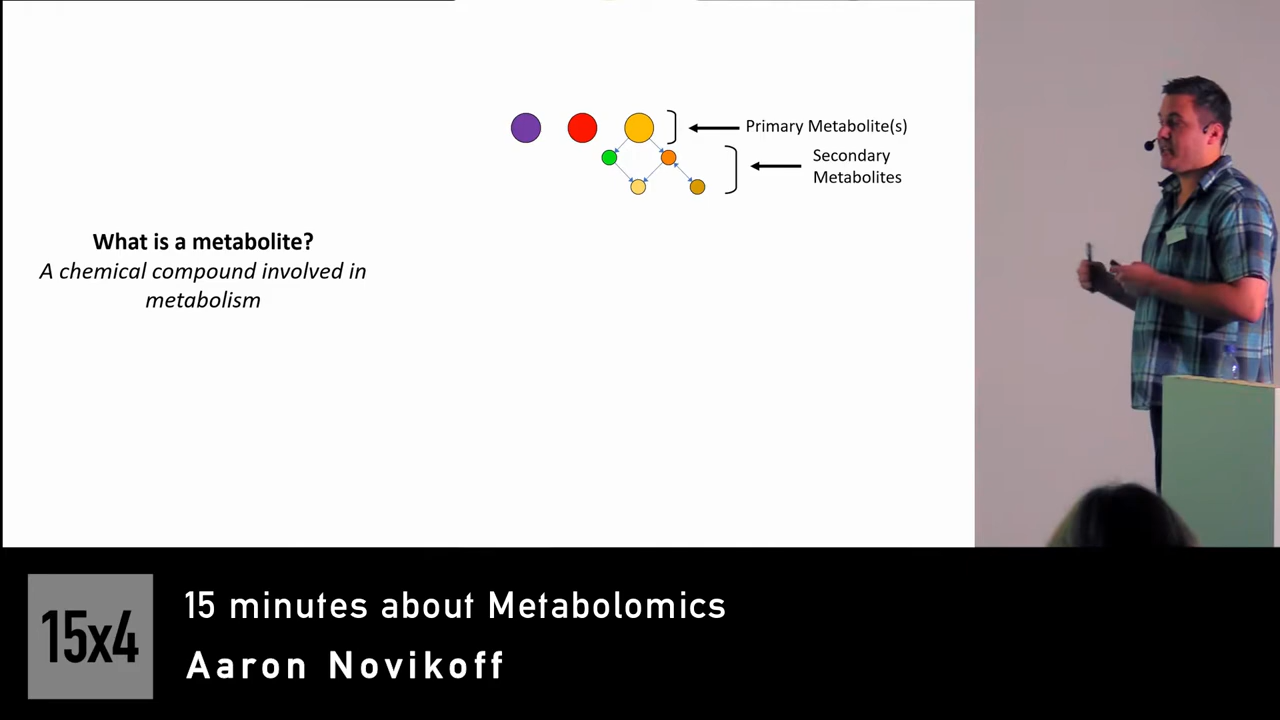 Primary Metabolite(s)
Secondary
Metabolites
What is a metabolite?
A chemical compound involved in
metabolism
15x4
15 minutes about Metabolomics
Aaron Novikoff